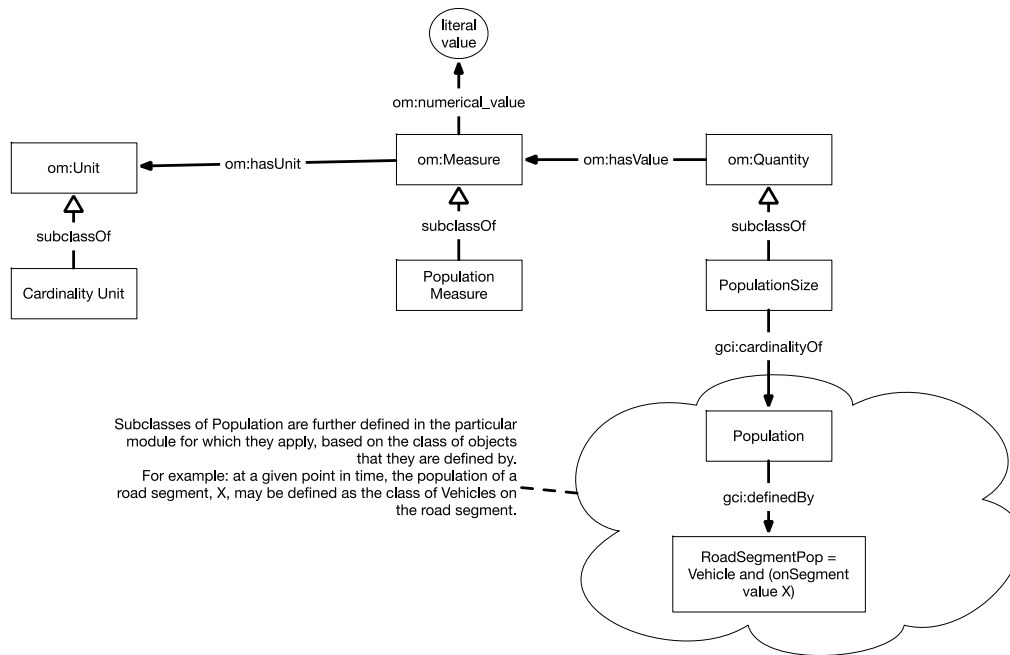 literal
value
om:numerical_value
om:Unit
om:hasUnit
om:Measure
om:hasValue
om:Quantity
subclassOf
subclassOf
subclassOf
Cardinality Unit
Population
Measure
PopulationSize
gci:cardinalityOf
Subclasses of Population are further defined in the particular
module for which they apply, based on the class of objects
that they are defined by.
For example: at a given point in time, the population of a
road segment, X, may be defined as the class of Vehicles on
the road segment.
Population
gci:definedBy
RoadSegmentPop =
Vehicle and (onSegment
value X)